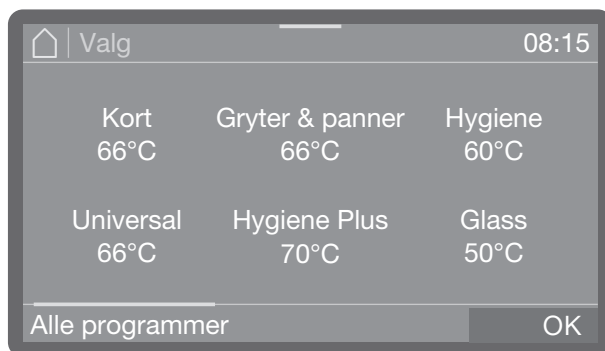 Valg 08:15
Kort Gryter & panner Hygiene
66°C 66°C 60°C
Universal Hygiene Plus Glass
66°C 70°C 50°C
Alle programmer OK